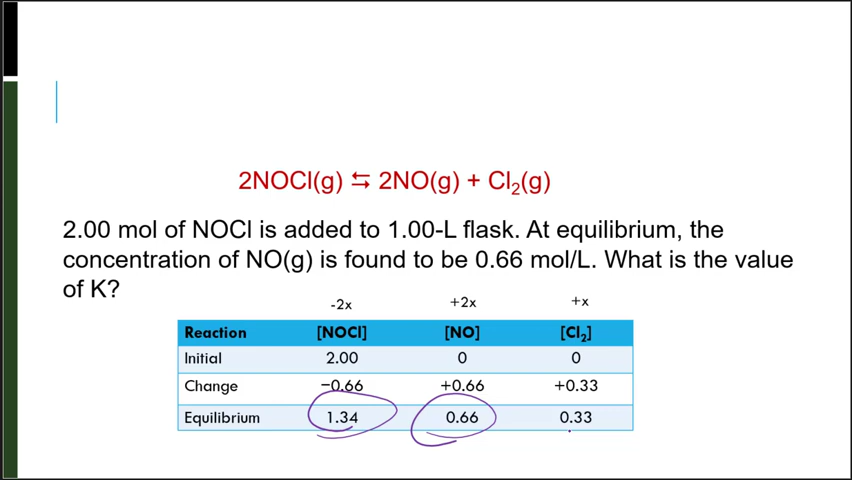 2NOCl(g) ⇆ 2NO(g) + Cl₂(g)
2.00 mol of NOCl is added to 1.00-L flask. At equilibrium, the
concentration of NO(g) is found to be 0.66 mol/L. What is the value
of K?
-2x +2x +x
Reaction [NOCl] [NO] [Cl₂]
Initial 2.00 0 0
Change −0.66 +0.66 +0.33
Equilibrium 1.34 0.66 0.33